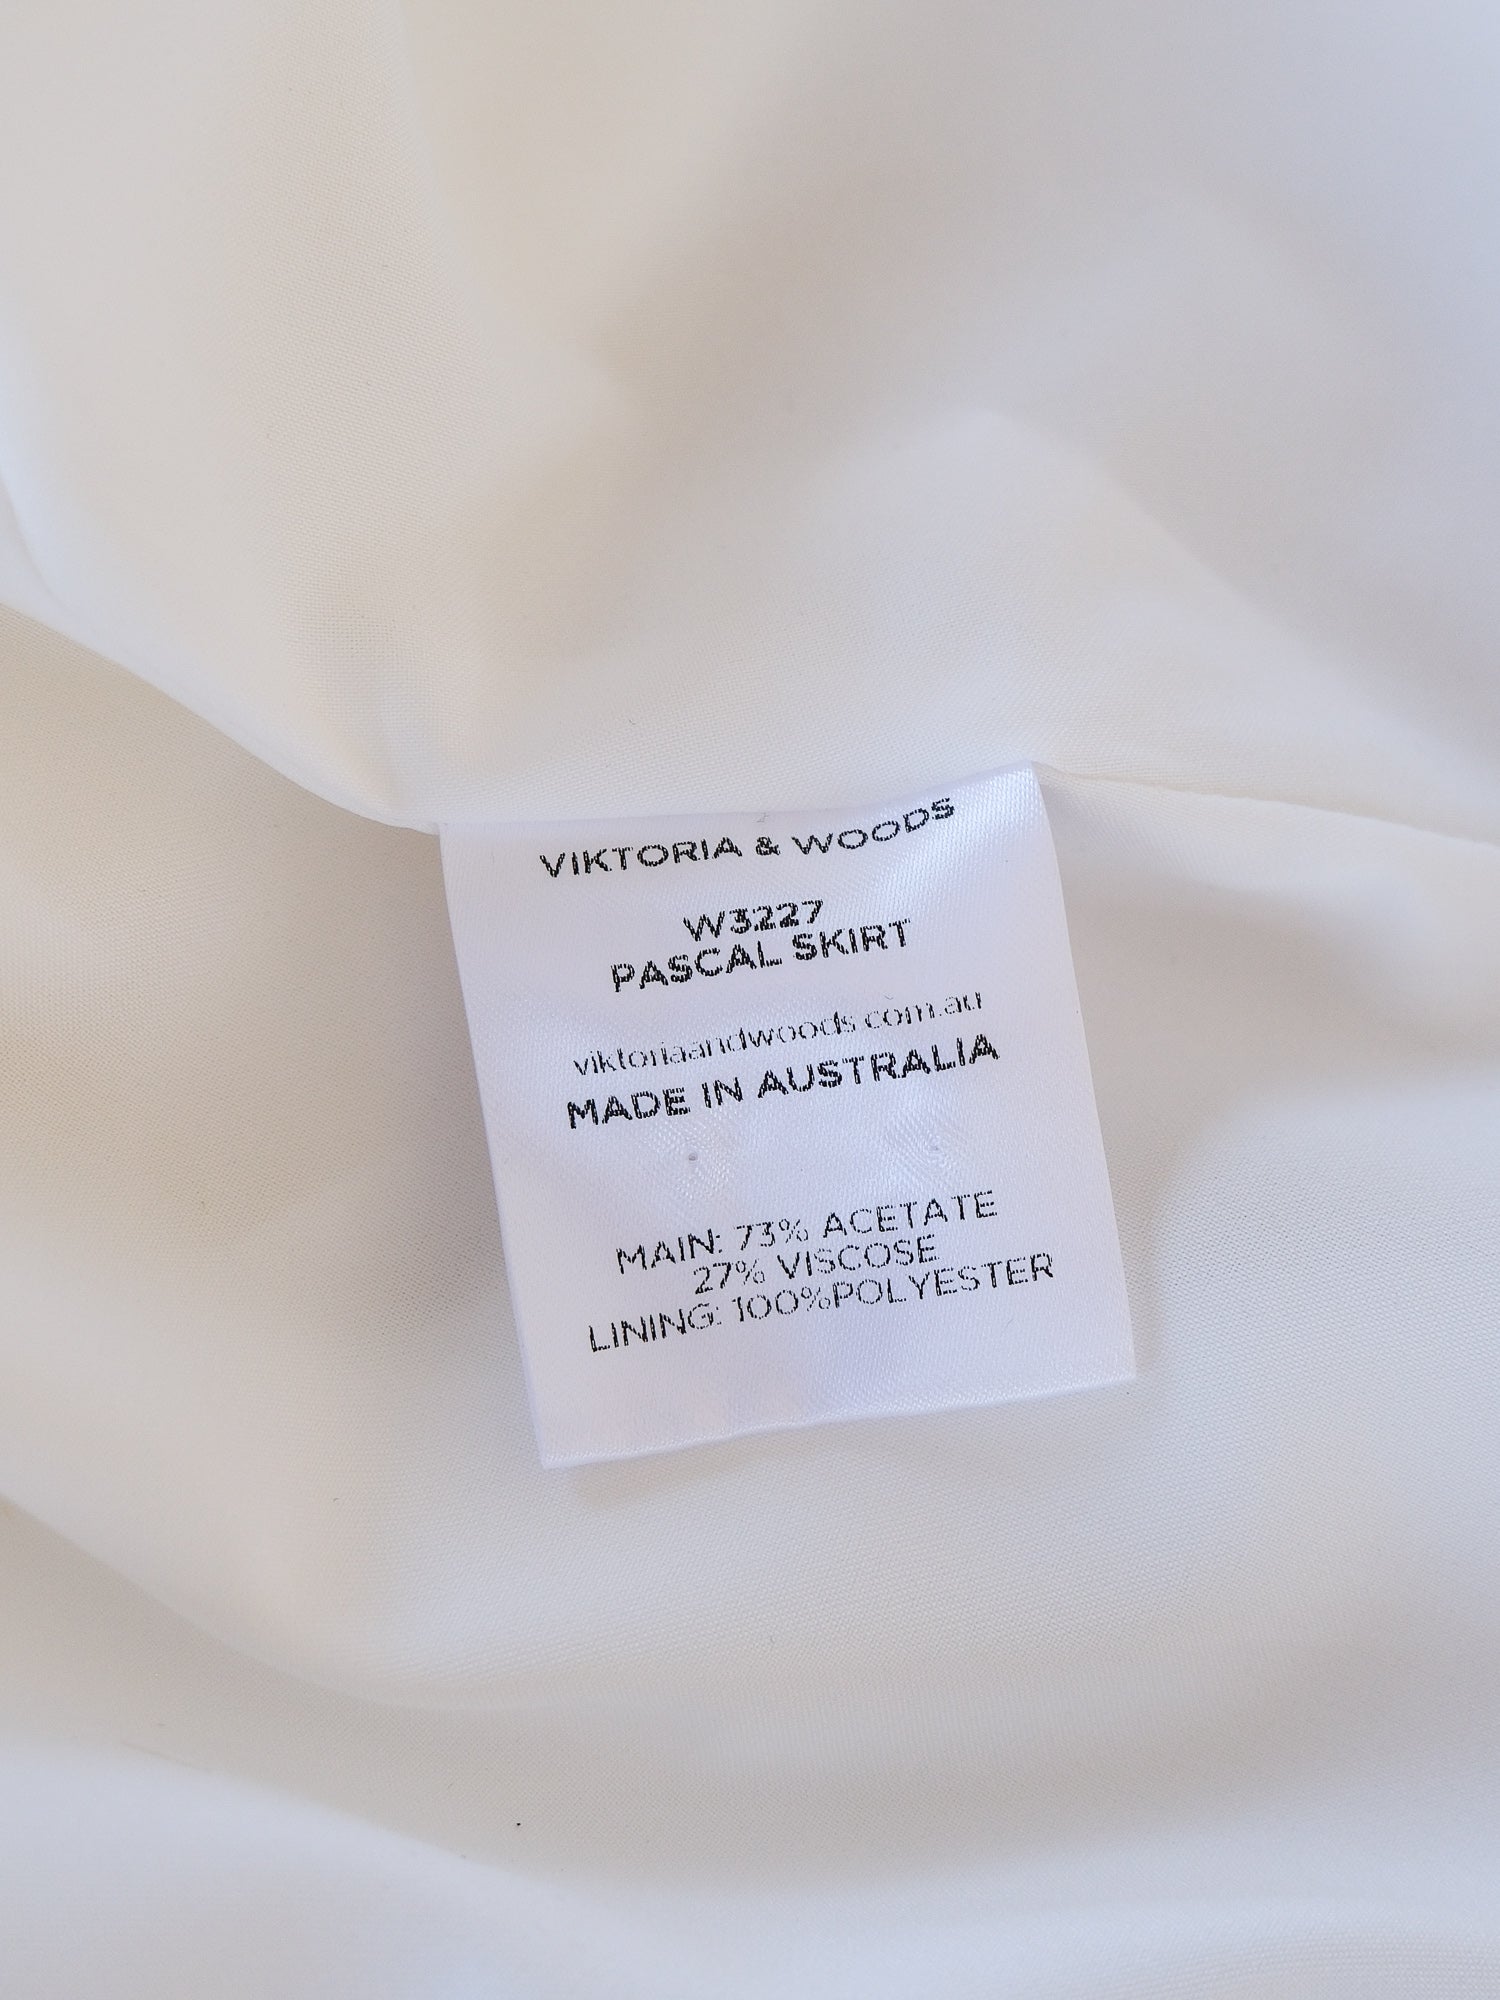 VIKTORIA & WOODS
W3227
PASCAL SKIRT
viktoriaandwoods.com.au
MADE IN AUSTRALIA
MAIN: 73% ACETATE
27% VISCOSE
LINING: 100%POLYESTER